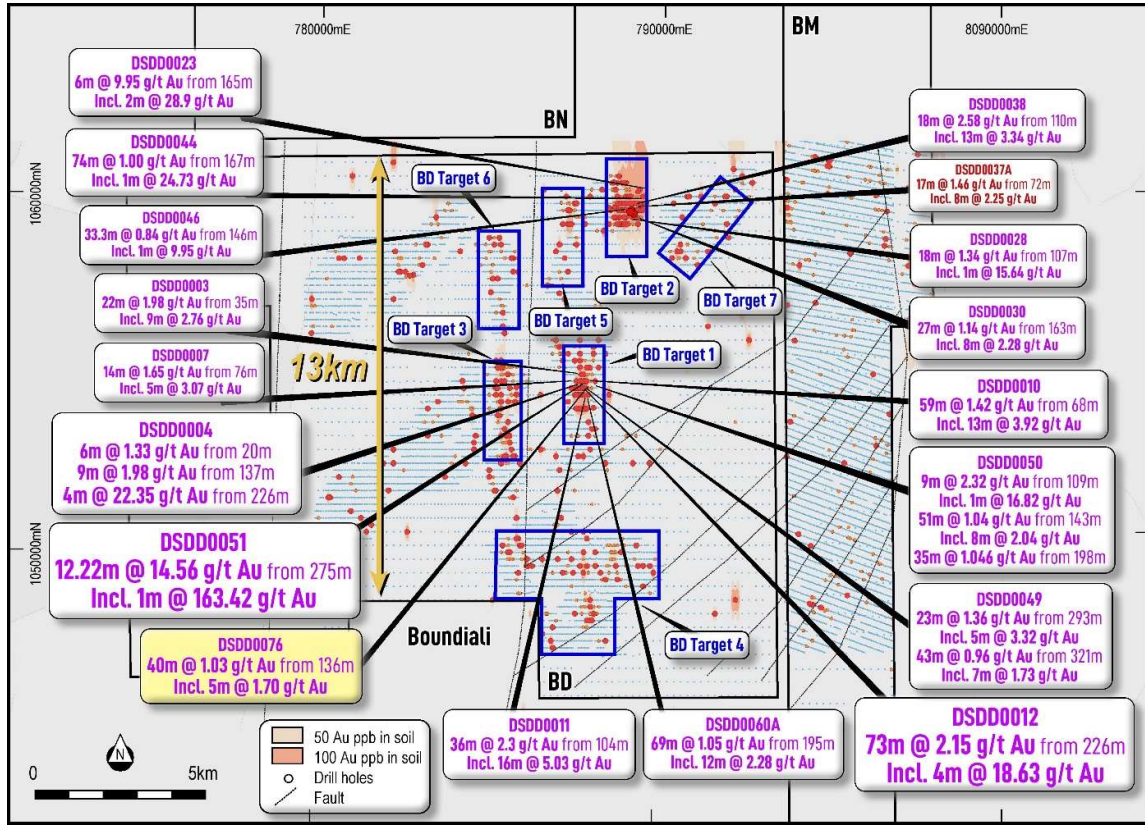 780000mE
790000mE
8090000mE
BM
BN
1060000mN
1050000mN
DSDD0023
6m @ 9.95 g/t Au from 165m
Incl. 2m @ 28.9 g/t Au
DSDD0044
74m @ 1.00 g/t Au from 167m
Incl. 1m @ 24.73 g/t Au
DSDD0046
33.3m @ 0.84 g/t Au from 146m
Incl. 1m @ 9.95 g/t Au
DSDD0003
22m @ 1.98 g/t Au from 35m
Incl. 9m @ 2.76 g/t Au
DSDD0007
14m @ 1.65 g/t Au from 76m
Incl. 5m @ 3.07 g/t Au
DSDD0004
6m @ 1.33 g/t Au from 20m
9m @ 1.98 g/t Au from 137m
4m @ 22.35 g/t Au from 226m
DSDD0051
12.22m @ 14.56 g/t Au from 275m
Incl. 1m @ 163.42 g/t Au
DSDD0076
40m @ 1.03 g/t Au from 136m
Incl. 5m @ 1.70 g/t Au
BD Target 6
BD Target 5
BD Target 2
BD Target 7
BD Target 3
BD Target 1
BD Target 4
13km
Boundiali
BD
DSDD0038
18m @ 2.58 g/t Au from 110m
Incl. 13m @ 3.34 g/t Au
DSDD0037A
17m @ 1.46 g/t Au from 72m
Incl. 8m @ 2.25 g/t Au
DSDD0028
18m @ 1.34 g/t Au from 107m
Incl. 1m @ 15.64 g/t Au
DSDD0030
27m @ 1.14 g/t Au from 163m
Incl. 8m @ 2.28 g/t Au
DSDD0010
59m @ 1.42 g/t Au from 68m
Incl. 13m @ 3.92 g/t Au
DSDD0050
9m @ 2.32 g/t Au from 109m
Incl. 1m @ 16.82 g/t Au
51m @ 1.04 g/t Au from 143m
Incl. 8m @ 2.04 g/t Au
35m @ 1.046 g/t Au from 198m
DSDD0049
23m @ 1.36 g/t Au from 293m
Incl. 5m @ 3.32 g/t Au
43m @ 0.96 g/t Au from 321m
Incl. 7m @ 1.73 g/t Au
DSDD0011
36m @ 2.3 g/t Au from 104m
Incl. 16m @ 5.03 g/t Au
DSDD0060A
69m @ 1.05 g/t Au from 195m
Incl. 12m @ 2.28 g/t Au
DSDD0012
73m @ 2.15 g/t Au from 226m
Incl. 4m @ 18.63 g/t Au
N
0
5km
50 Au ppb in soil
100 Au ppb in soil
Drill holes
Fault